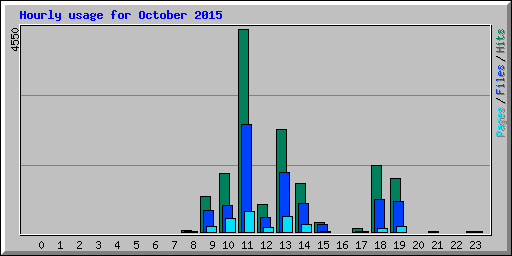 Hourly usage for October 2015
4550
Pages / Files / Hits
0 1 2 3 4 5 6 7 8 9 10 11 12 13 14 15 16 17 18 19 20 21 22 23